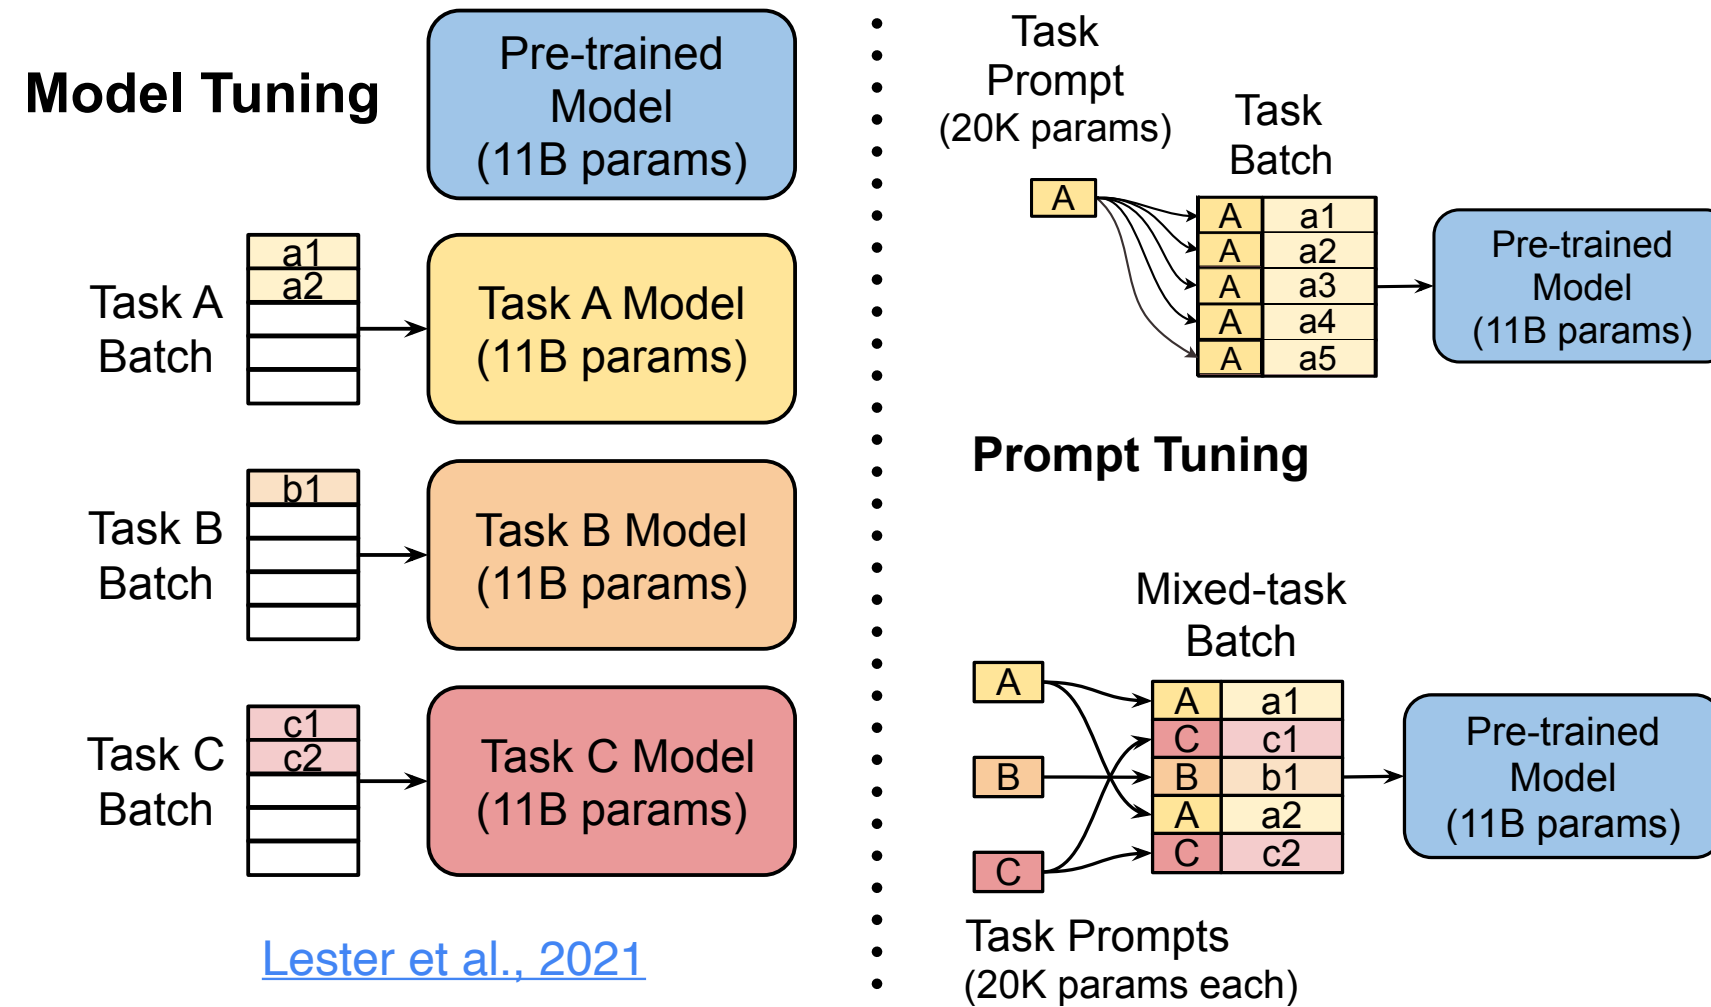 Model Tuning
Pre-trained
Model
(11B params)
Task A
Batch
a1
a2
Task A Model
(11B params)
Task B
Batch
b1
Task B Model
(11B params)
Task C
Batch
c1
c2
Task C Model
(11B params)
Lester et al., 2021
Task
Prompt
(20K params)
Task
Batch
A
A a1
A a2
A a3
A a4
A a5
Pre-trained
Model
(11B params)
Prompt Tuning
Mixed-task
Batch
A
B
C
A a1
C c1
B b1
A a2
C c2
Pre-trained
Model
(11B params)
Task Prompts
(20K params each)